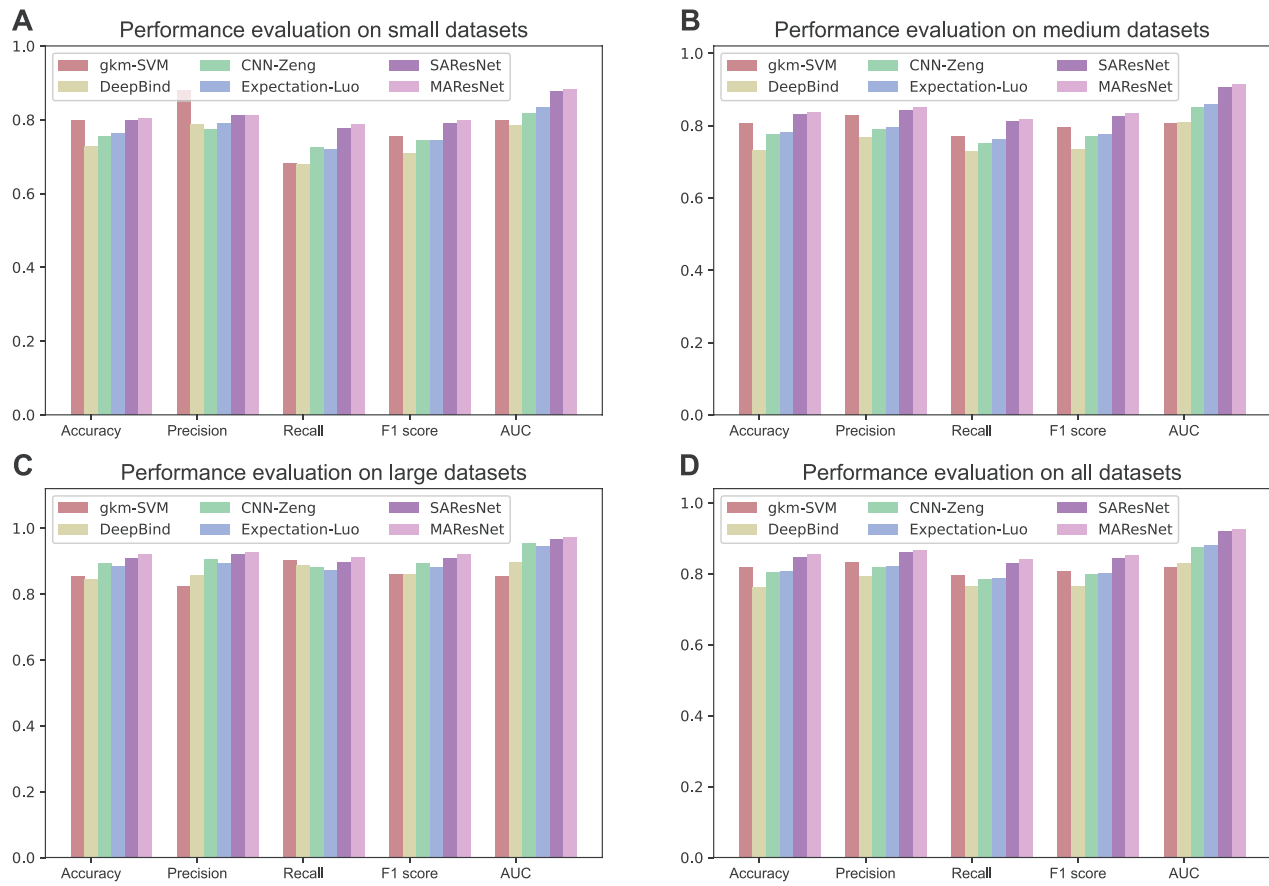 A
Performance evaluation on small datasets
1.0
0.8
0.6
0.4
0.2
0.0
gkm-SVM CNN-Zeng SAResNet
DeepBind Expectation-Luo MAResNet
Accuracy Precision Recall F1 score AUC
B
Performance evaluation on medium datasets
1.0
0.8
0.6
0.4
0.2
0.0
gkm-SVM CNN-Zeng SAResNet
DeepBind Expectation-Luo MAResNet
Accuracy Precision Recall F1 score AUC
C
Performance evaluation on large datasets
1.0
0.8
0.6
0.4
0.2
0.0
gkm-SVM CNN-Zeng SAResNet
DeepBind Expectation-Luo MAResNet
Accuracy Precision Recall F1 score AUC
D
Performance evaluation on all datasets
1.0
0.8
0.6
0.4
0.2
0.0
gkm-SVM CNN-Zeng SAResNet
DeepBind Expectation-Luo MAResNet
Accuracy Precision Recall F1 score AUC